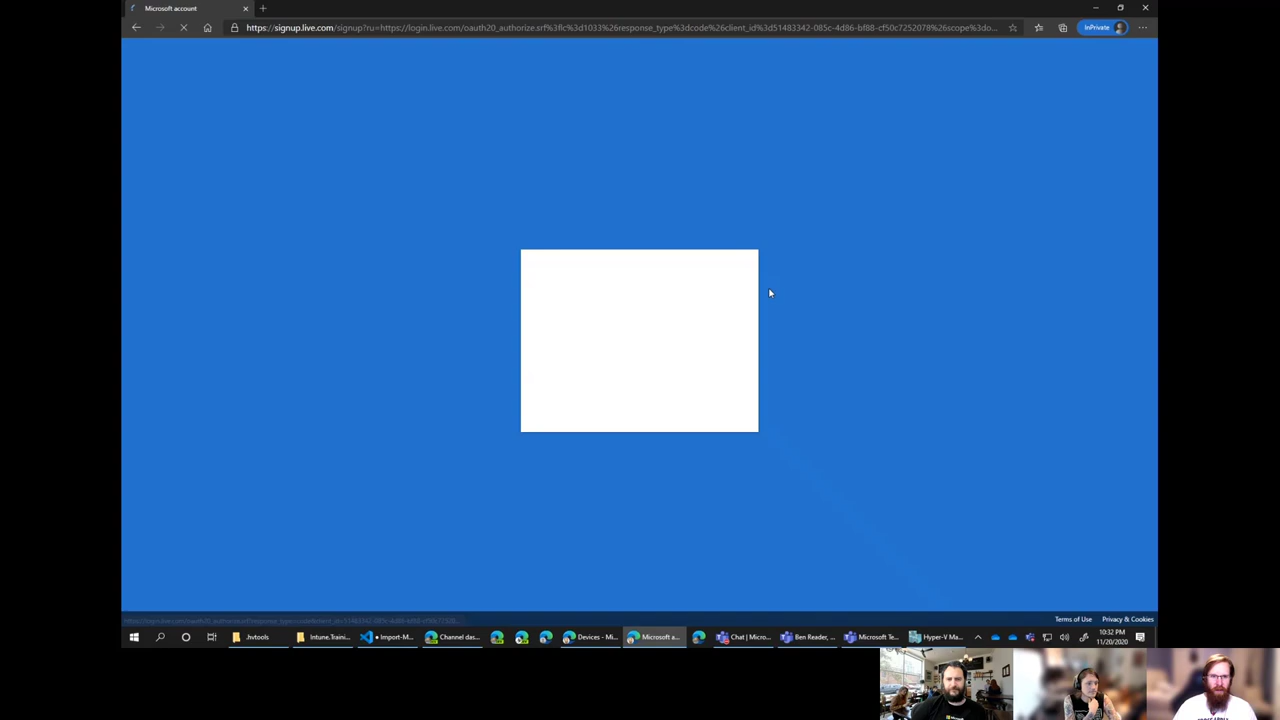 Microsoft account
https://signup.live.com/signup?ru=https://login.live.com/oauth20_authorize.srf%3flc%3d1033%26response_type%3dcode%26client_id%3d51483342-085c-4d86-bf88-cf50c7252078%26scope%3do...
InPrivate
Terms of Use
Privacy & Cookies
.hvtools
Intune.Traini...
Import-M...
Channel das...
Devices - Mi...
Microsoft a...
Chat | Micro...
Ben Reader, ...
Microsoft Te...
Hyper-V Ma...
10:32 PM
11/20/2020